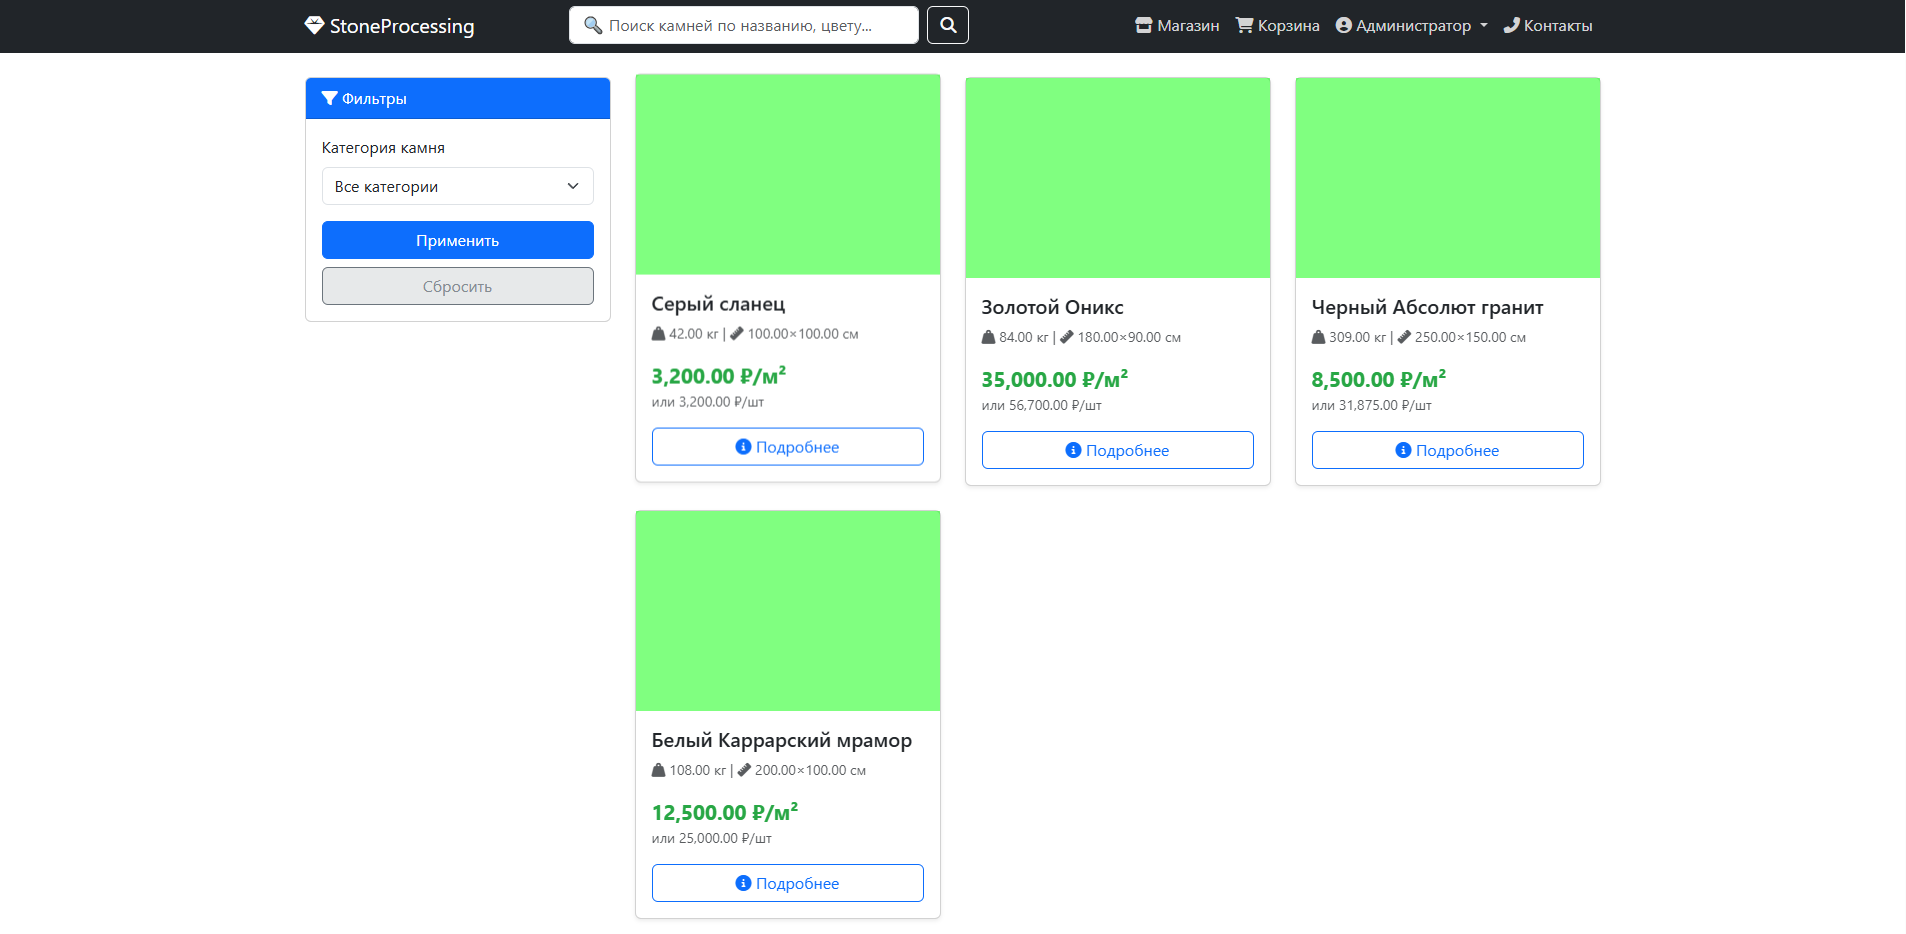 StoneProcessing
🔍 Поиск камней по названию, цвету...
Магазин
Корзина
Администратор
Контакты
Фильтры
Категория камня
Все категории
Применить
Сбросить
Серый сланец
42.00 кг | 100.00×100.00 см
3,200.00 ₽/м²
или 3,200.00 ₽/шт
Подробнее
Золотой Оникс
84.00 кг | 180.00×90.00 см
35,000.00 ₽/м²
или 56,700.00 ₽/шт
Подробнее
Черный Абсолют гранит
309.00 кг | 250.00×150.00 см
8,500.00 ₽/м²
или 31,875.00 ₽/шт
Подробнее
Белый Каррарский мрамор
108.00 кг | 200.00×100.00 см
12,500.00 ₽/м²
или 25,000.00 ₽/шт
Подробнее